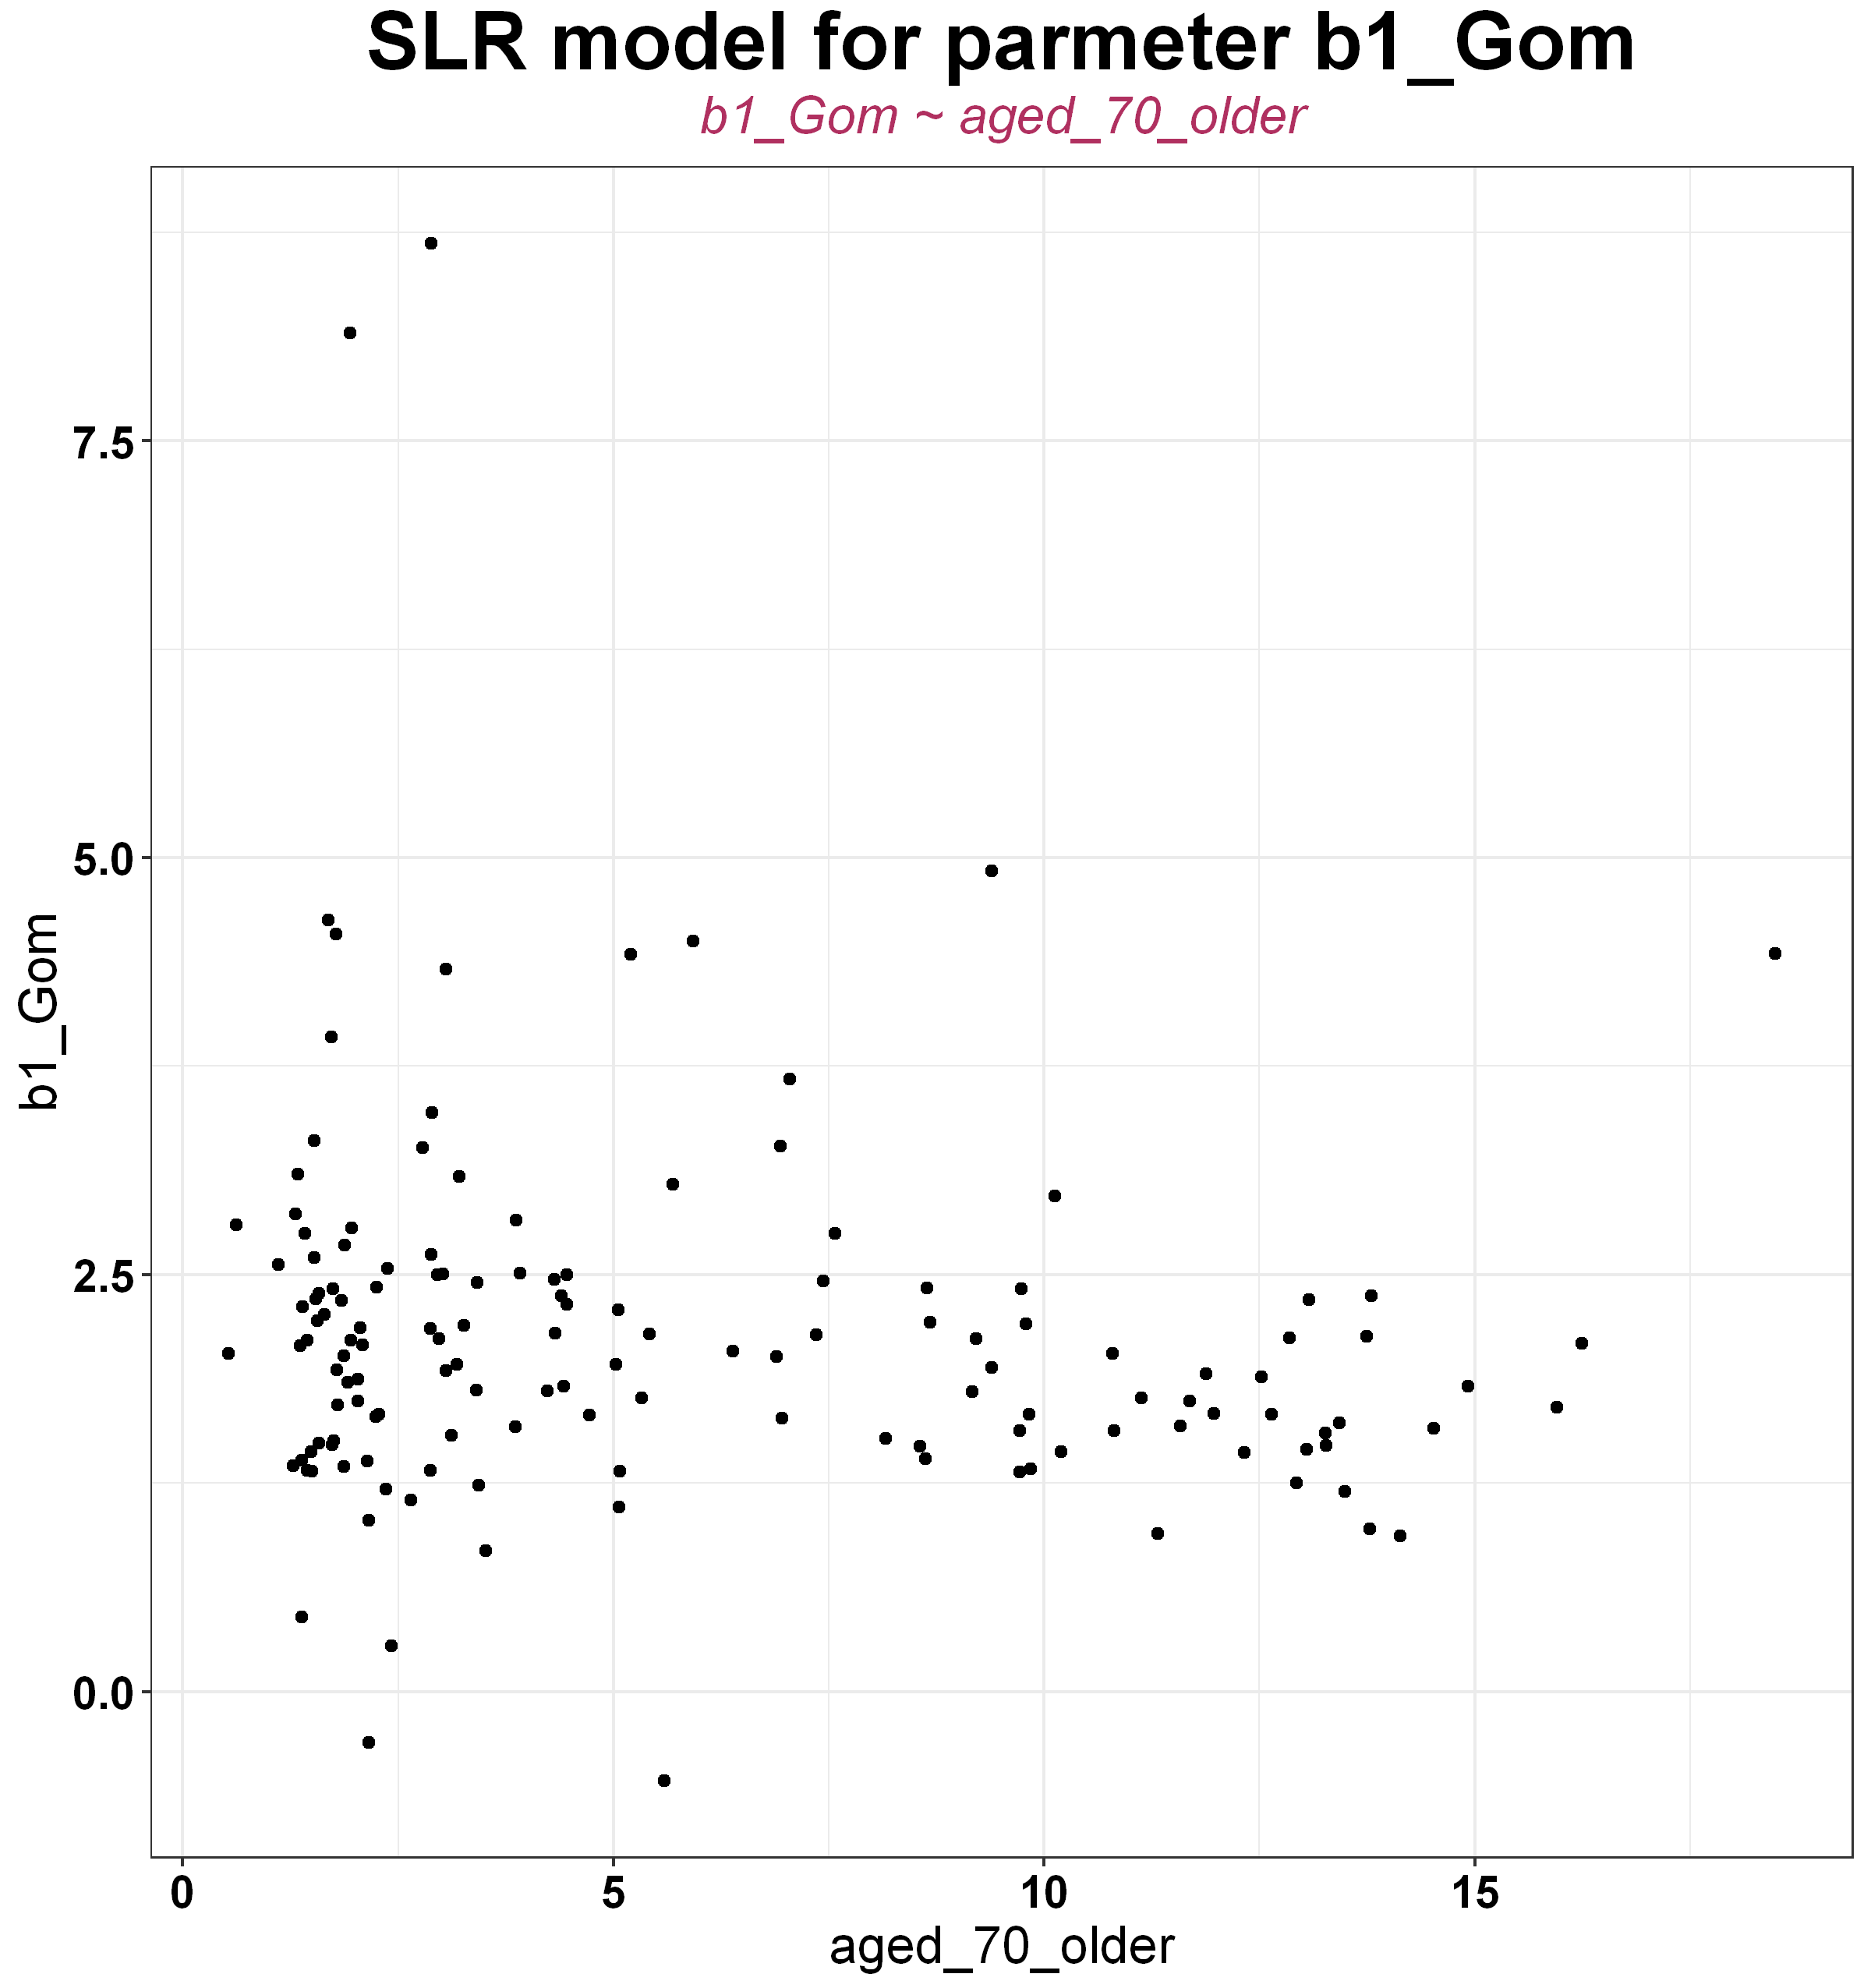 SLR model for parmeter b1_Gom
b1_Gom ~ aged_70_older
7.5
5.0
2.5
0.0
b1_Gom
0 5 10 15
aged_70_older